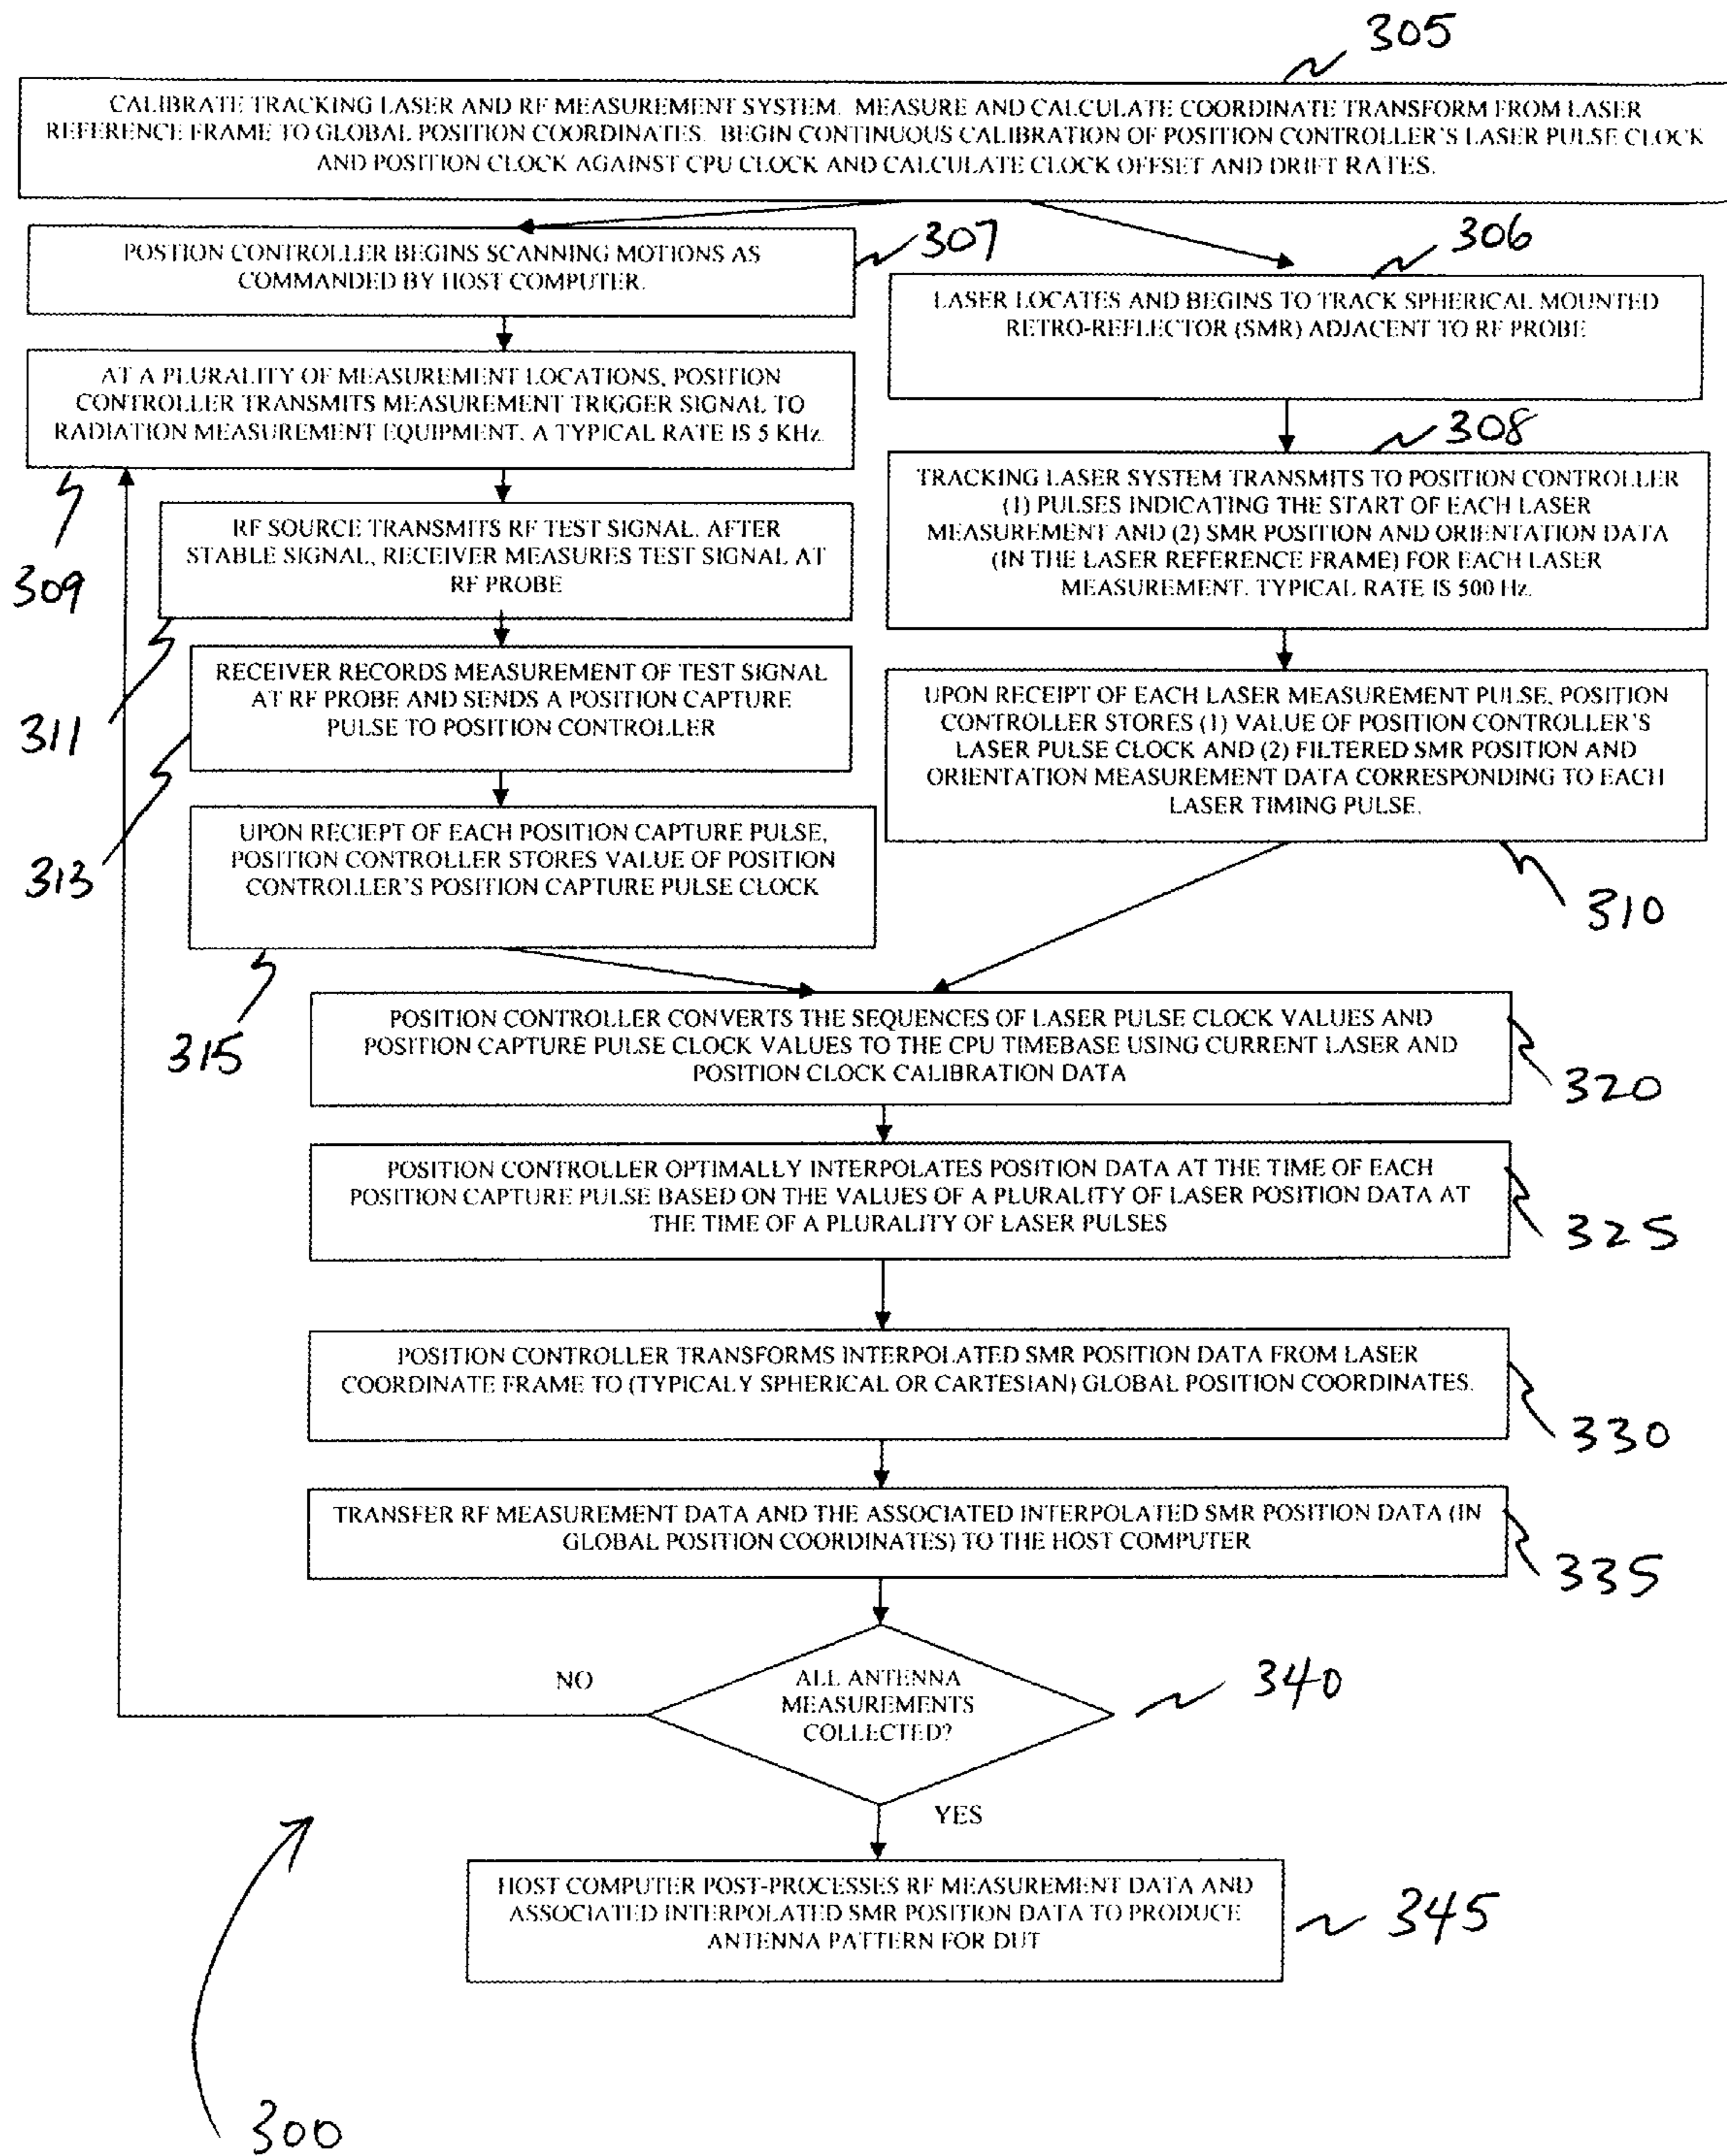 305
CALIBRATE TRACKING LASER AND RF MEASUREMENT SYSTEM. MEASURE AND CALCULATE COORDINATE TRANSFORM FROM LASER
REFERENCE FRAME TO GLOBAL POSITION COORDINATES. BEGIN CONTINUOUS CALIBRATION OF POSITION CONTROLLER'S LASER PULSE CLOCK
AND POSITION CLOCK AGAINST CPU CLOCK AND CALCULATE CLOCK OFFSET AND DRIFT RATES.
307
POSTION CONTROLLER BEGINS SCANNING MOTIONS AS
COMMANDED BY HOST COMPUTER.
306
LASER LOCATES AND BEGINS TO TRACK SPHERICAL MOUNTED
RETRO-REFLECTOR (SMR) ADJACENT TO RF PROBE
AT A PLURALITY OF MEASUREMENT LOCATIONS, POSITION
CONTROLLER TRANSMITS MEASUREMENT TRIGGER SIGNAL TO
RADIATION MEASUREMENT EQUIPMENT. A TYPICAL RATE IS 5 KHz.
309
308
TRACKING LASER SYSTEM TRANSMITS TO POSITION CONTROLLER
(1) PULSES INDICATING THE START OF EACH LASER
MEASUREMENT AND (2) SMR POSITION AND ORIENTATION DATA
(IN THE LASER REFERENCE FRAME) FOR EACH LASER
MEASUREMENT. TYPICAL RATE IS 500 Hz.
RF SOURCE TRANSMITS RF TEST SIGNAL. AFTER
STABLE SIGNAL, RECEIVER MEASURES TEST SIGNAL AT
RF PROBE
311
RECEIVER RECORDS MEASUREMENT OF TEST SIGNAL
AT RF PROBE AND SENDS A POSITION CAPTURE
PULSE TO POSITION CONTROLLER
313
UPON RECEIPT OF EACH LASER MEASUREMENT PULSE, POSITION
CONTROLLER STORES (1) VALUE OF POSITION CONTROLLER'S
LASER PULSE CLOCK AND (2) FILTERED SMR POSITION AND
ORIENTATION MEASUREMENT DATA CORRESPONDING TO EACH
LASER TIMING PULSE.
310
UPON RECIEPT OF EACH POSITION CAPTURE PULSE,
POSITION CONTROLLER STORES VALUE OF POSITION
CONTROLLER'S POSITION CAPTURE PULSE CLOCK
315
POSITION CONTROLLER CONVERTS THE SEQUENCES OF LASER PULSE CLOCK VALUES AND
POSITION CAPTURE PULSE CLOCK VALUES TO THE CPU TIMEBASE USING CURRENT LASER AND
POSITION CLOCK CALIBRATION DATA
320
POSITION CONTROLLER OPTIMALLY INTERPOLATES POSITION DATA AT THE TIME OF EACH
POSITION CAPTURE PULSE BASED ON THE VALUES OF A PLURALITY OF LASER POSITION DATA AT
THE TIME OF A PLURALITY OF LASER PULSES
325
POSITION CONTROLLER TRANSFORMS INTERPOLATED SMR POSITION DATA FROM LASER
COORDINATE FRAME TO (TYPICALY SPHERICAL OR CARTESIAN) GLOBAL POSITION COORDINATES.
330
TRANSFER RF MEASUREMENT DATA AND THE ASSOCIATED INTERPOLATED SMR POSITION DATA (IN
GLOBAL POSITION COORDINATES) TO THE HOST COMPUTER
335
NO
ALL ANTENNA
MEASUREMENTS
COLLECTED?
340
YES
HOST COMPUTER POST-PROCESSES RF MEASUREMENT DATA AND
ASSOCIATED INTERPOLATED SMR POSITION DATA TO PRODUCE
ANTENNA PATTERN FOR DUT
345
300